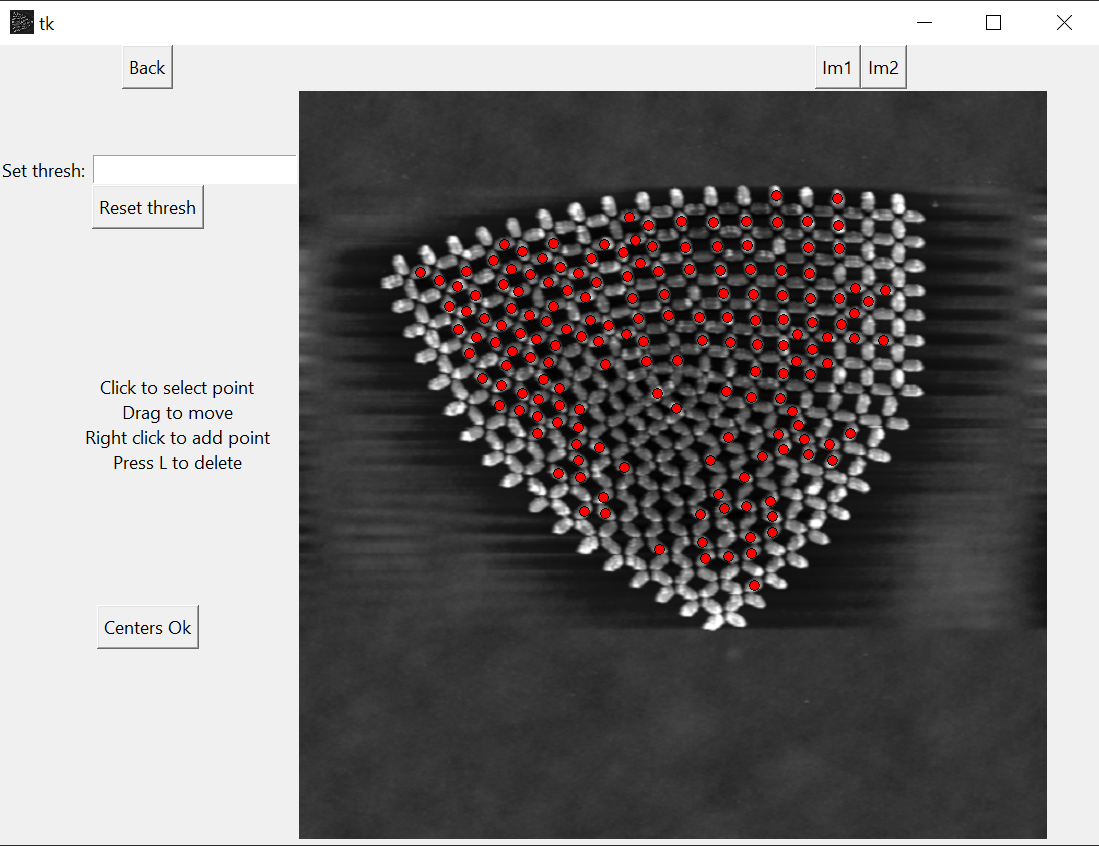 tk
Back
Im1 Im2
Set thresh:
Reset thresh
Click to select point
Drag to move
Right click to add point
Press L to delete
Centers Ok